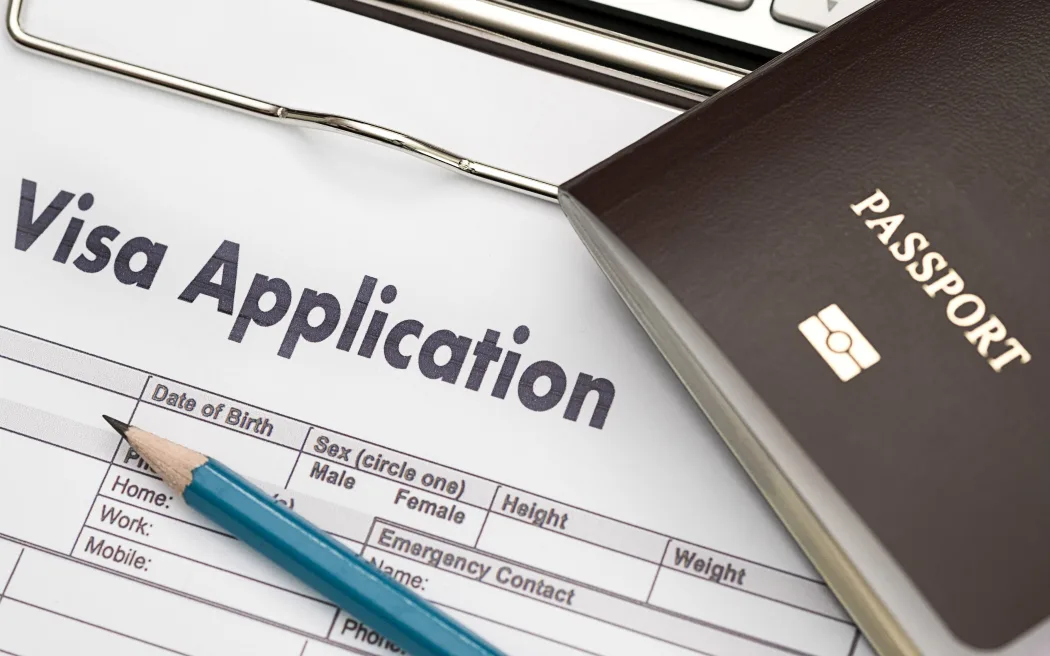 Visa Application
PASSPORT
Date of Birth
Sex (circle one)
Male Female
Height
Weight
Home:
Work:
Mobile:
Emergency Contact
Name:
Phone: